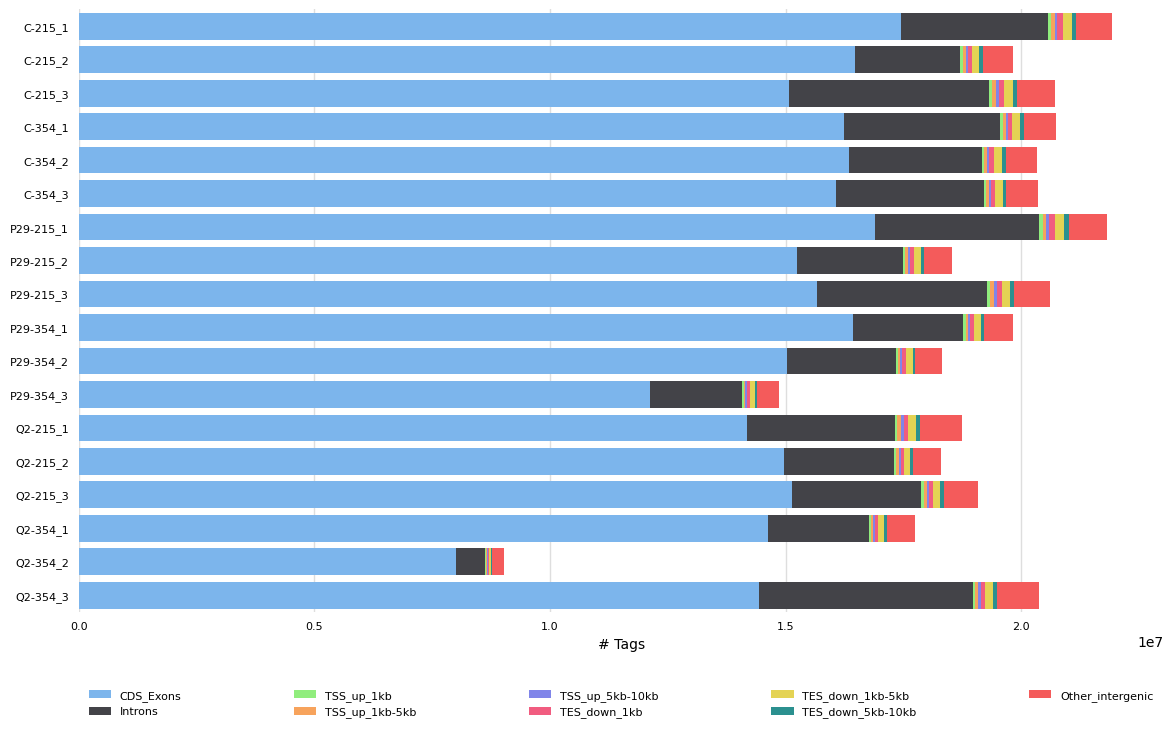 C-215_1
C-215_2
C-215_3
C-354_1
C-354_2
C-354_3
P29-215_1
P29-215_2
P29-215_3
P29-354_1
P29-354_2
P29-354_3
Q2-215_1
Q2-215_2
Q2-215_3
Q2-354_1
Q2-354_2
Q2-354_3
0.0 0.5 1.0 1.5 2.0
# Tags 1e7
CDS_Exons TSS_up_1kb TSS_up_5kb-10kb TES_down_1kb-5kb Other_intergenic
Introns TSS_up_1kb-5kb TES_down_1kb TES_down_5kb-10kb